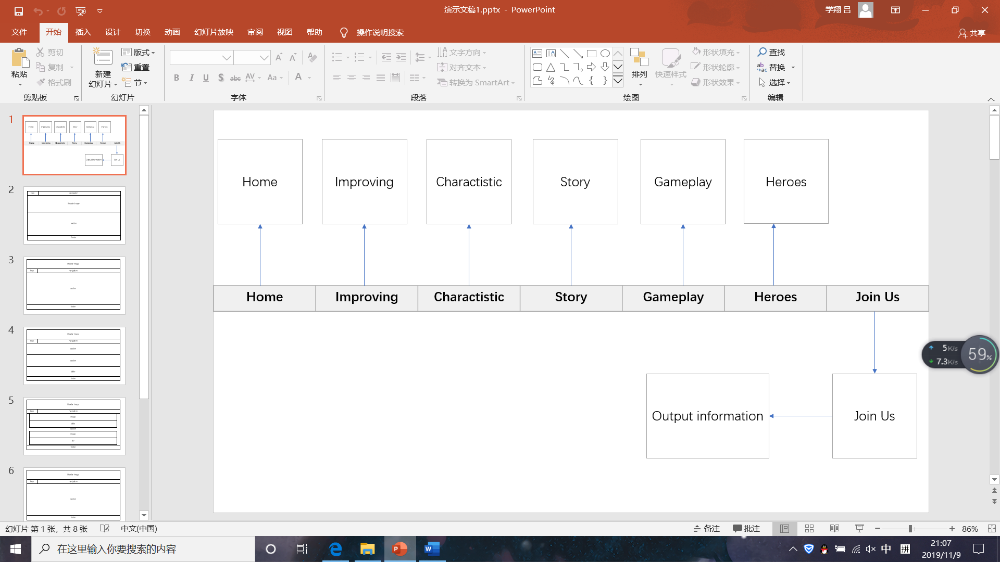 演示文稿1.pptx - PowerPoint
学翔 吕
文件 开始 插入 设计 切换 动画 幻灯片放映 审阅 视图 帮助 操作说明搜索 共享
粘贴
剪切
复制
格式刷
剪贴板
新建
幻灯片
版式
重置
节
幻灯片
B I U S abc AV Aa A
字体
文字方向
对齐文本
转换为 SmartArt
段落
排列
快速样式
形状填充
形状轮廓
形状效果
绘图
查找
替换
选择
编辑
1
2
3
4
5
6
Home
Improving
Charactistic
Story
Gameplay
Heroes
Home Improving Charactistic Story Gameplay Heroes Join Us
Output information
Join Us
5K/s
7.3K/s
59%
幻灯片 第 1 张，共 8 张 中文(中国)
备注 批注 86%
在这里输入你要搜索的内容
中 拼
21:07
2019/11/9